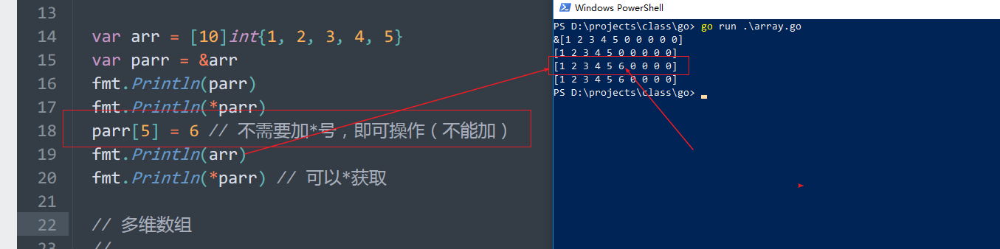 13
14 var arr = [10]int{1, 2, 3, 4, 5}
15 var parr = &arr
16 fmt.Println(parr)
17 fmt.Println(*parr)
18 parr[5] = 6 // 不需要加*号，即可操作（不能加）
19 fmt.Println(arr)
20 fmt.Println(*parr) // 可以*获取
21
22 // 多维数组
23 //
Windows PowerShell
PS D:\projects\class\go> go run .\array.go
&[1 2 3 4 5 0 0 0 0 0]
[1 2 3 4 5 0 0 0 0 0]
[1 2 3 4 5 6 0 0 0 0]
[1 2 3 4 5 6 0 0 0 0]
PS D:\projects\class\go>